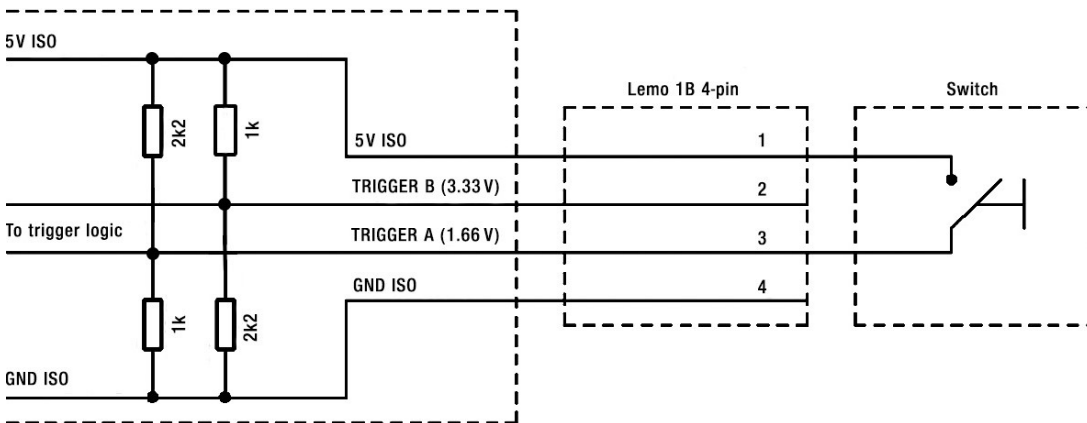 5V ISO
Lemo 1B 4-pin
Switch
2k2
1k
5V ISO
1
TRIGGER B (3.33 V)
2
To trigger logic
TRIGGER A (1.66 V)
3
GND ISO
4
1k
2k2
GND ISO